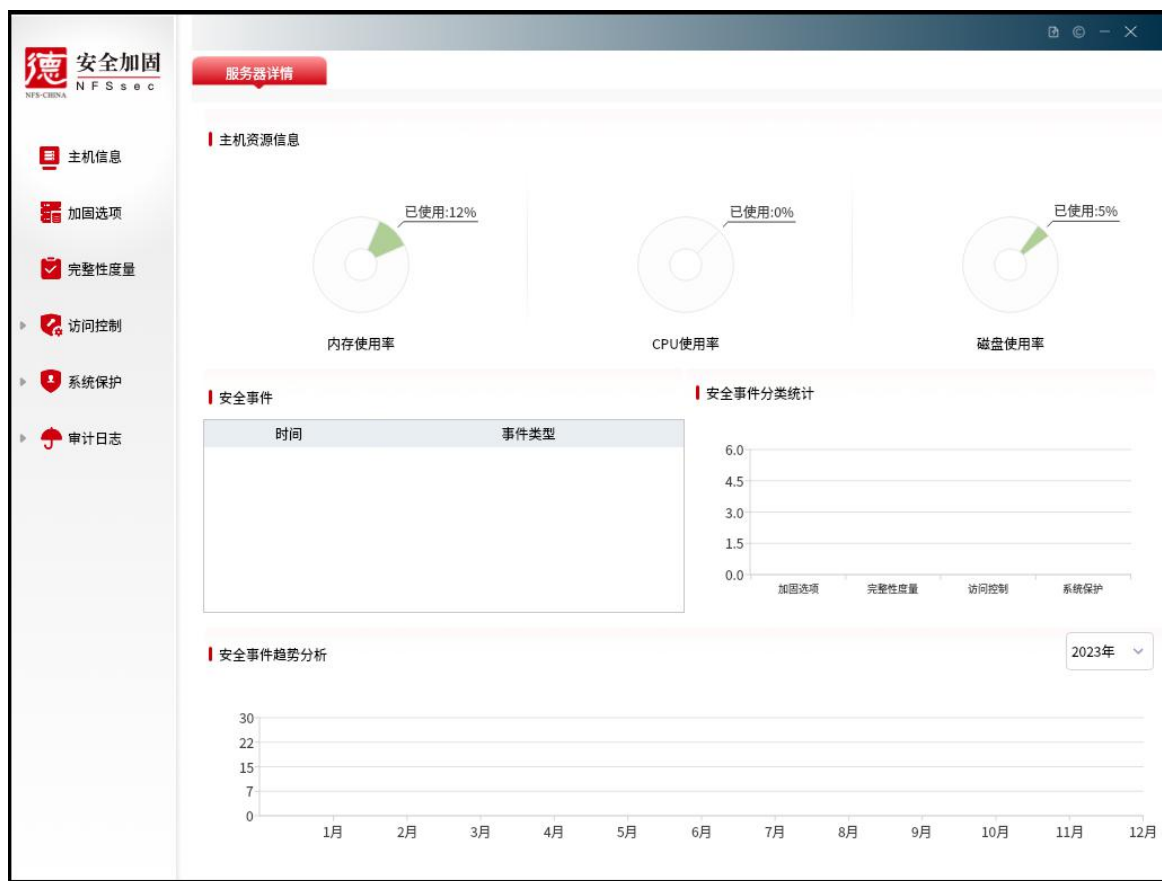 德
安全加固
NFSsec
NFS-CHINA
服务器详情
主机信息
加固选项
完整性度量
访问控制
系统保护
审计日志
主机资源信息
已使用:12%
已使用:0%
已使用:5%
内存使用率
CPU使用率
磁盘使用率
安全事件
时间 事件类型
安全事件分类统计
6.0
4.5
3.0
1.5
0.0
加固选项 完整性度量 访问控制 系统保护
安全事件趋势分析
2023年
30
22
15
7
0
1月 2月 3月 4月 5月 6月 7月 8月 9月 10月 11月 12月